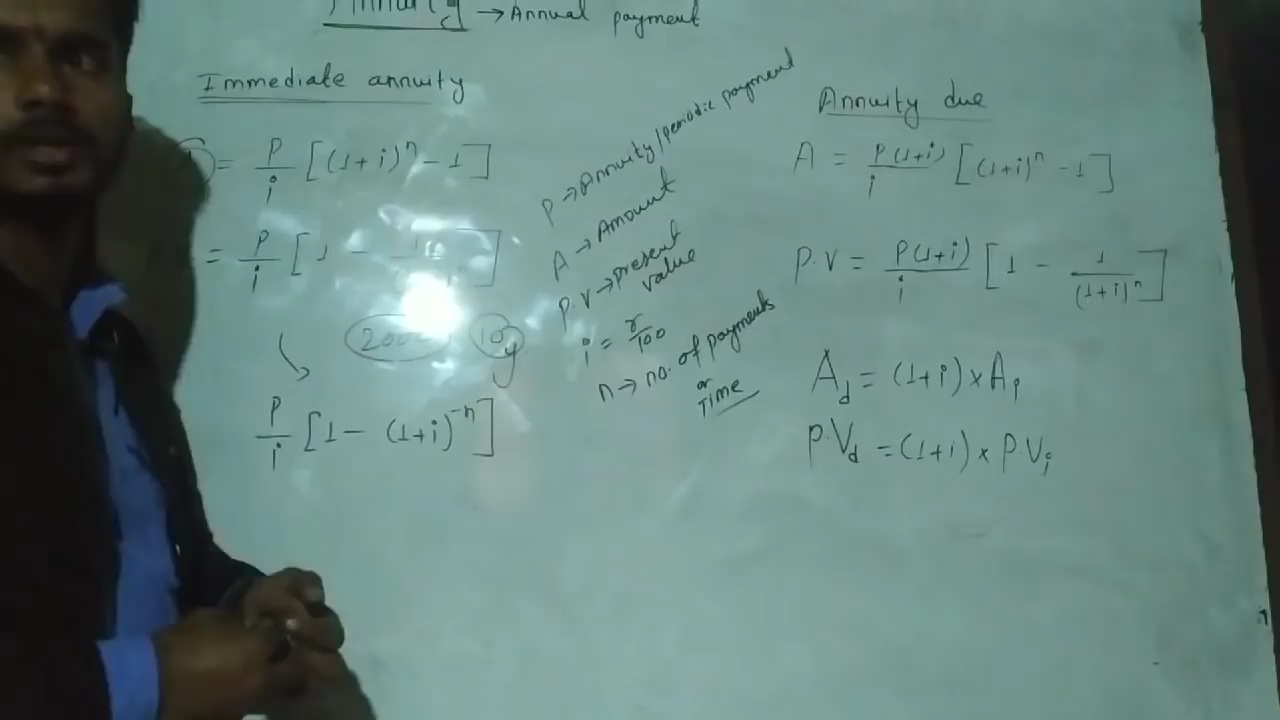 → Annual payment
Immediate annuity
= P/i [(1+i)^n - 1]
= P/i [1 -
200
10y
P/i [1 - (1+i)^-n]
P → Annuity/periodic payment
A → Amount
P.V → present value
i = r/100
n → no. of payments
or
Time
Annuity due
A = P(1+i)/i [(1+i)^n - 1]
P.V = P(1+i)/i [1 - 1/(1+i)^n]
A_d = (1+i) × A_i
P.V_d = (1+i) × P.V_i